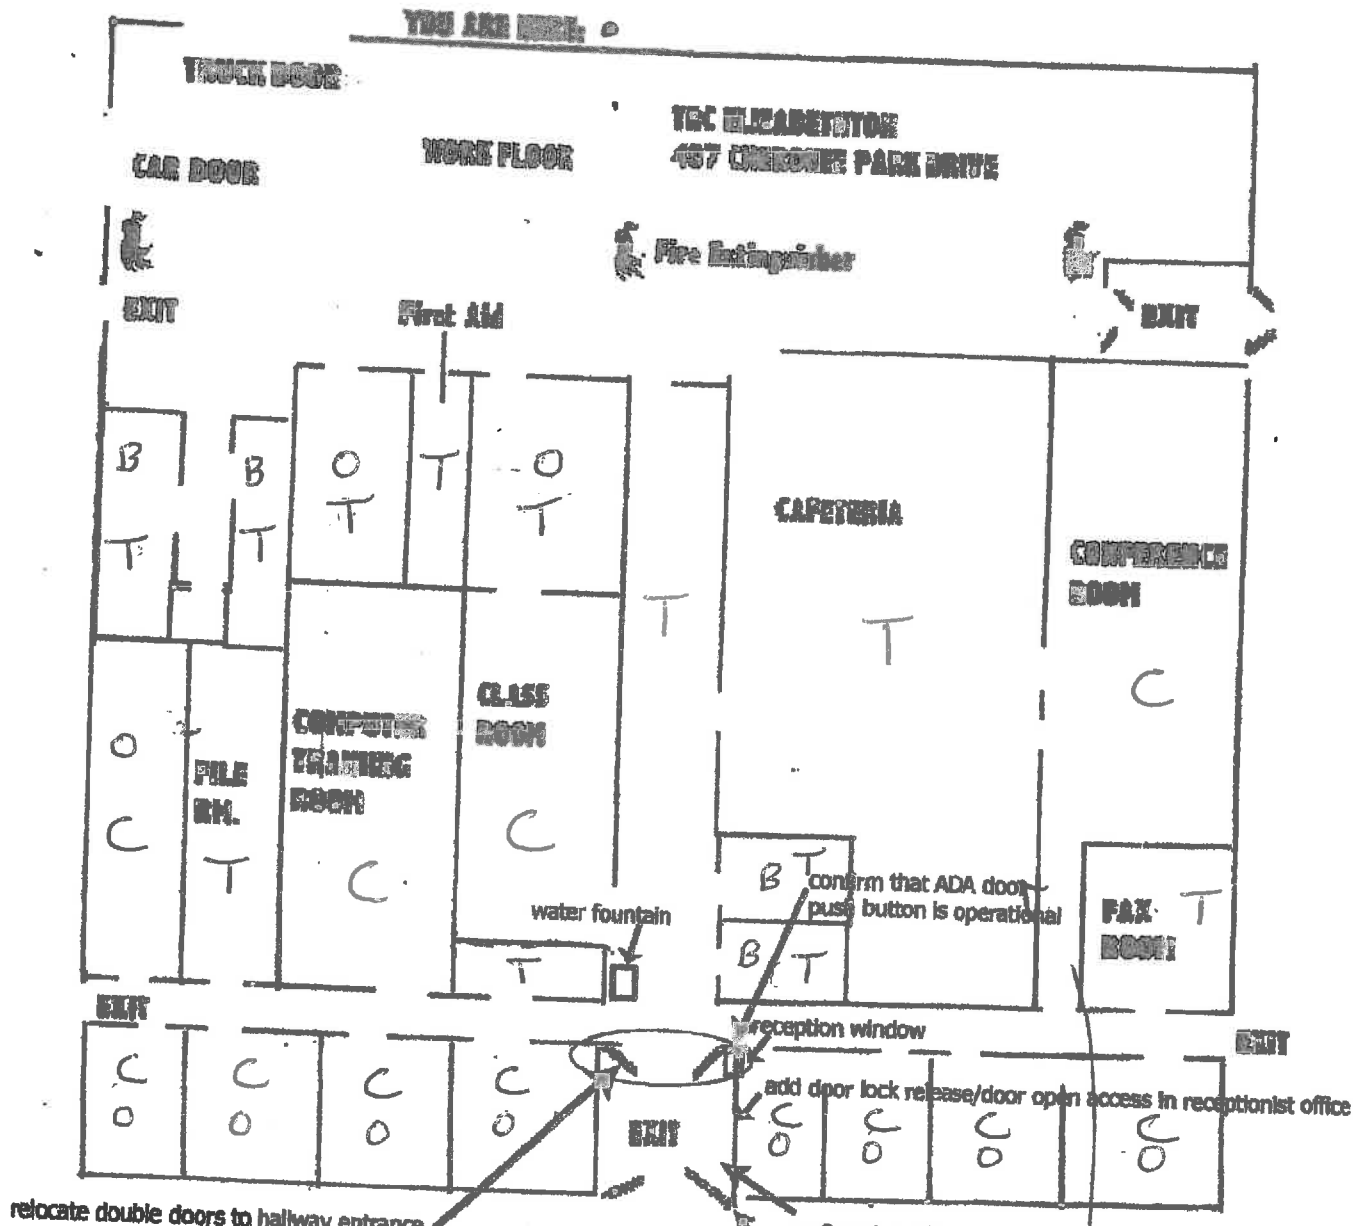 YOU ARE HERE:
TRUCK DOOR
CAR DOOR
WORK FLOOR
TRC ELIZABETHTON
407 CHEROKEE PARK DRIVE
Fire Extinguisher
EXIT
EXIT
First Aid
B
T
B
T
O
T
T
O
T
T
CAFETERIA
T
CONFERENCE
ROOM
C
O
C
FILE
RM.
T
COMPUTER
TRAINING
ROOM
C
CLASS
ROOM
C
water fountain
T
B T
B T
confirm that ADA door
push button is operational
FAX
ROOM
T
EXIT
reception window
EXIT
add door lock release/door open access in receptionist office
C
O
C
O
C
O
C
O
EXIT
C
O
C
O
C
O
C
O
relocate double doors to hallway entrance